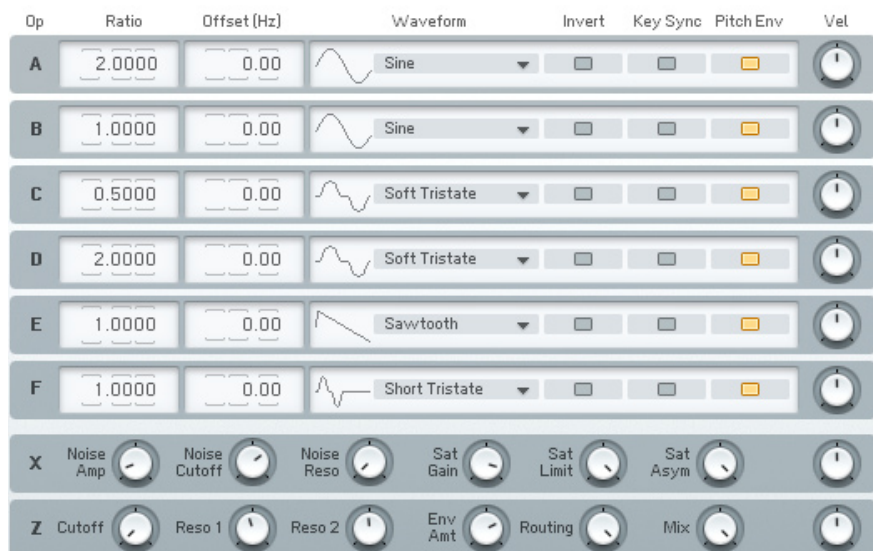 Op Ratio Offset (Hz) Waveform Invert Key Sync Pitch Env Vel
A 2.0000 0.00 Sine
B 1.0000 0.00 Sine
C 0.5000 0.00 Soft Tristate
D 2.0000 0.00 Soft Tristate
E 1.0000 0.00 Sawtooth
F 1.0000 0.00 Short Tristate
X Noise Amp Noise Cutoff Noise Reso Sat Gain Sat Limit Sat Asym
Z Cutoff Reso 1 Reso 2 Env Amt Routing Mix